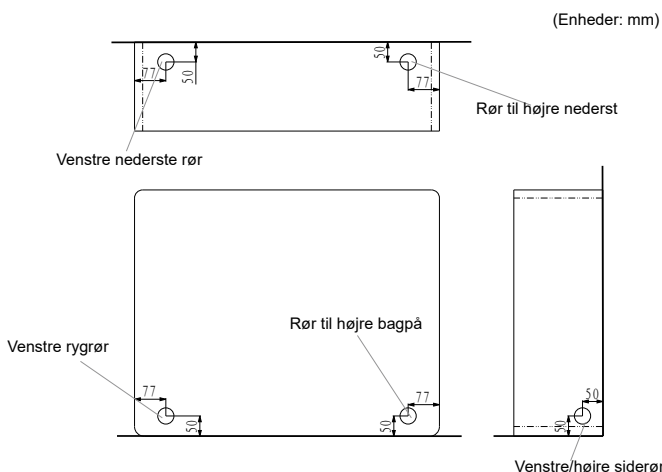 (Enheder: mm)
50
77
50
77
Rør til højre nederst
Venstre nederste rør
Rør til højre bagpå
Venstre rygrør
77
77
50
50
50
50
Venstre/højre siderør